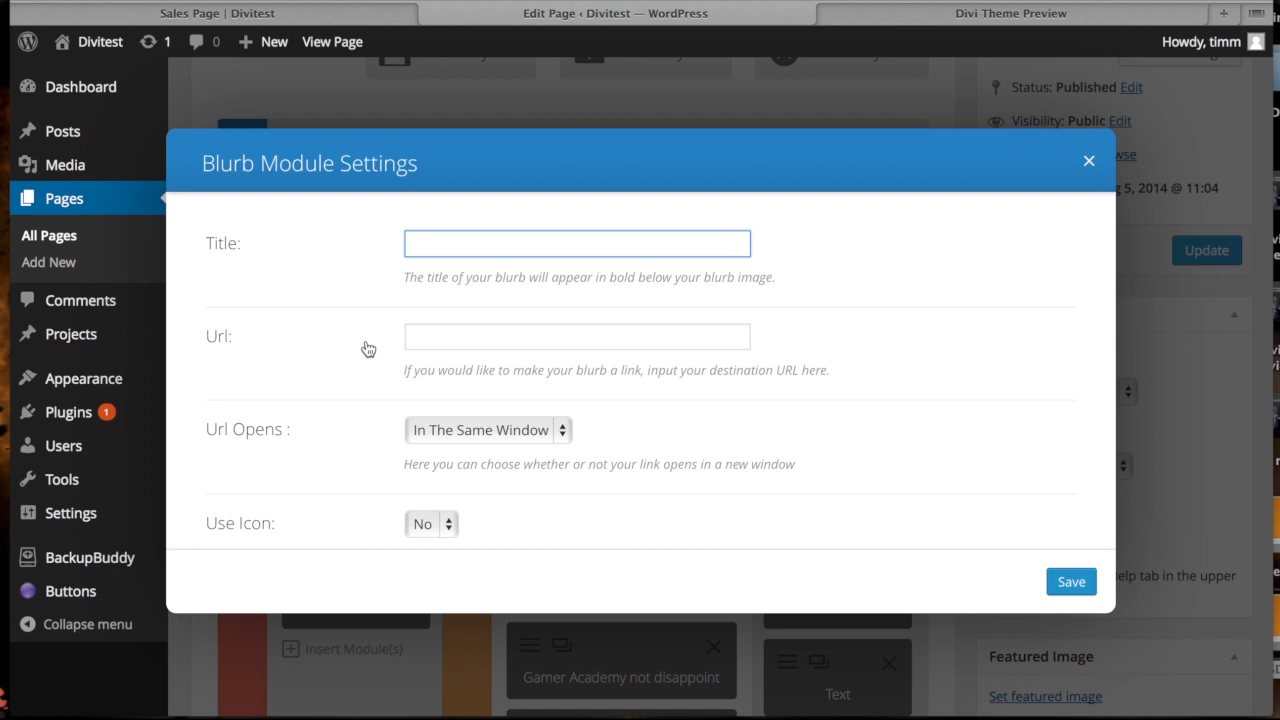 Sales Page | Divitest
Edit Page ‹ Divitest — WordPress
Divi Theme Preview
+
Divitest
1
0
New
View Page
Howdy, timm
Dashboard
Posts
Media
Pages
All Pages
Add New
Comments
Projects
Appearance
Plugins 1
Users
Tools
Settings
BackupBuddy
Buttons
Collapse menu
Status: Published Edit
Visibility: Public Edit
wse
g 5, 2014 @ 11:04
Update
Blurb Module Settings
Title:
The title of your blurb will appear in bold below your blurb image.
Url:
If you would like to make your blurb a link, input your destination URL here.
Url Opens :
In The Same Window
Here you can choose whether or not your link opens in a new window
Use Icon:
No
Save
elp tab in the upper
Insert Module(s)
Gamer Academy not disappoint
Text
Featured Image
Set featured image